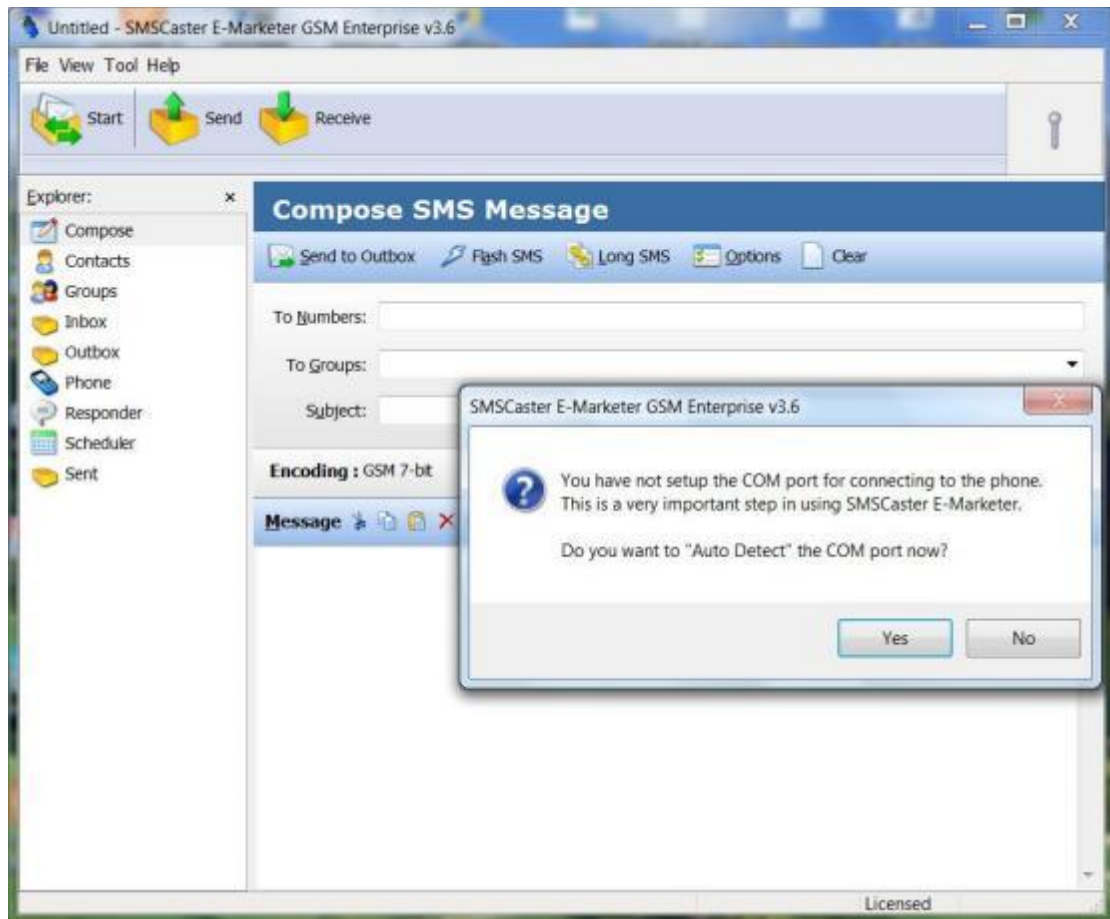 Untitled - SMSCaster E-Marketer GSM Enterprise v3.6
File View Tool Help
Start Send Receive
Explorer:
Compose
Contacts
Groups
Inbox
Outbox
Phone
Responder
Scheduler
Sent
Compose SMS Message
Send to Outbox Flash SMS Long SMS Options Clear
To Numbers:
To Groups:
Subject:
Encoding : GSM 7-bit
Message
SMSCaster E-Marketer GSM Enterprise v3.6
You have not setup the COM port for connecting to the phone.
This is a very important step in using SMSCaster E-Marketer.
Do you want to "Auto Detect" the COM port now?
Yes No
Licensed